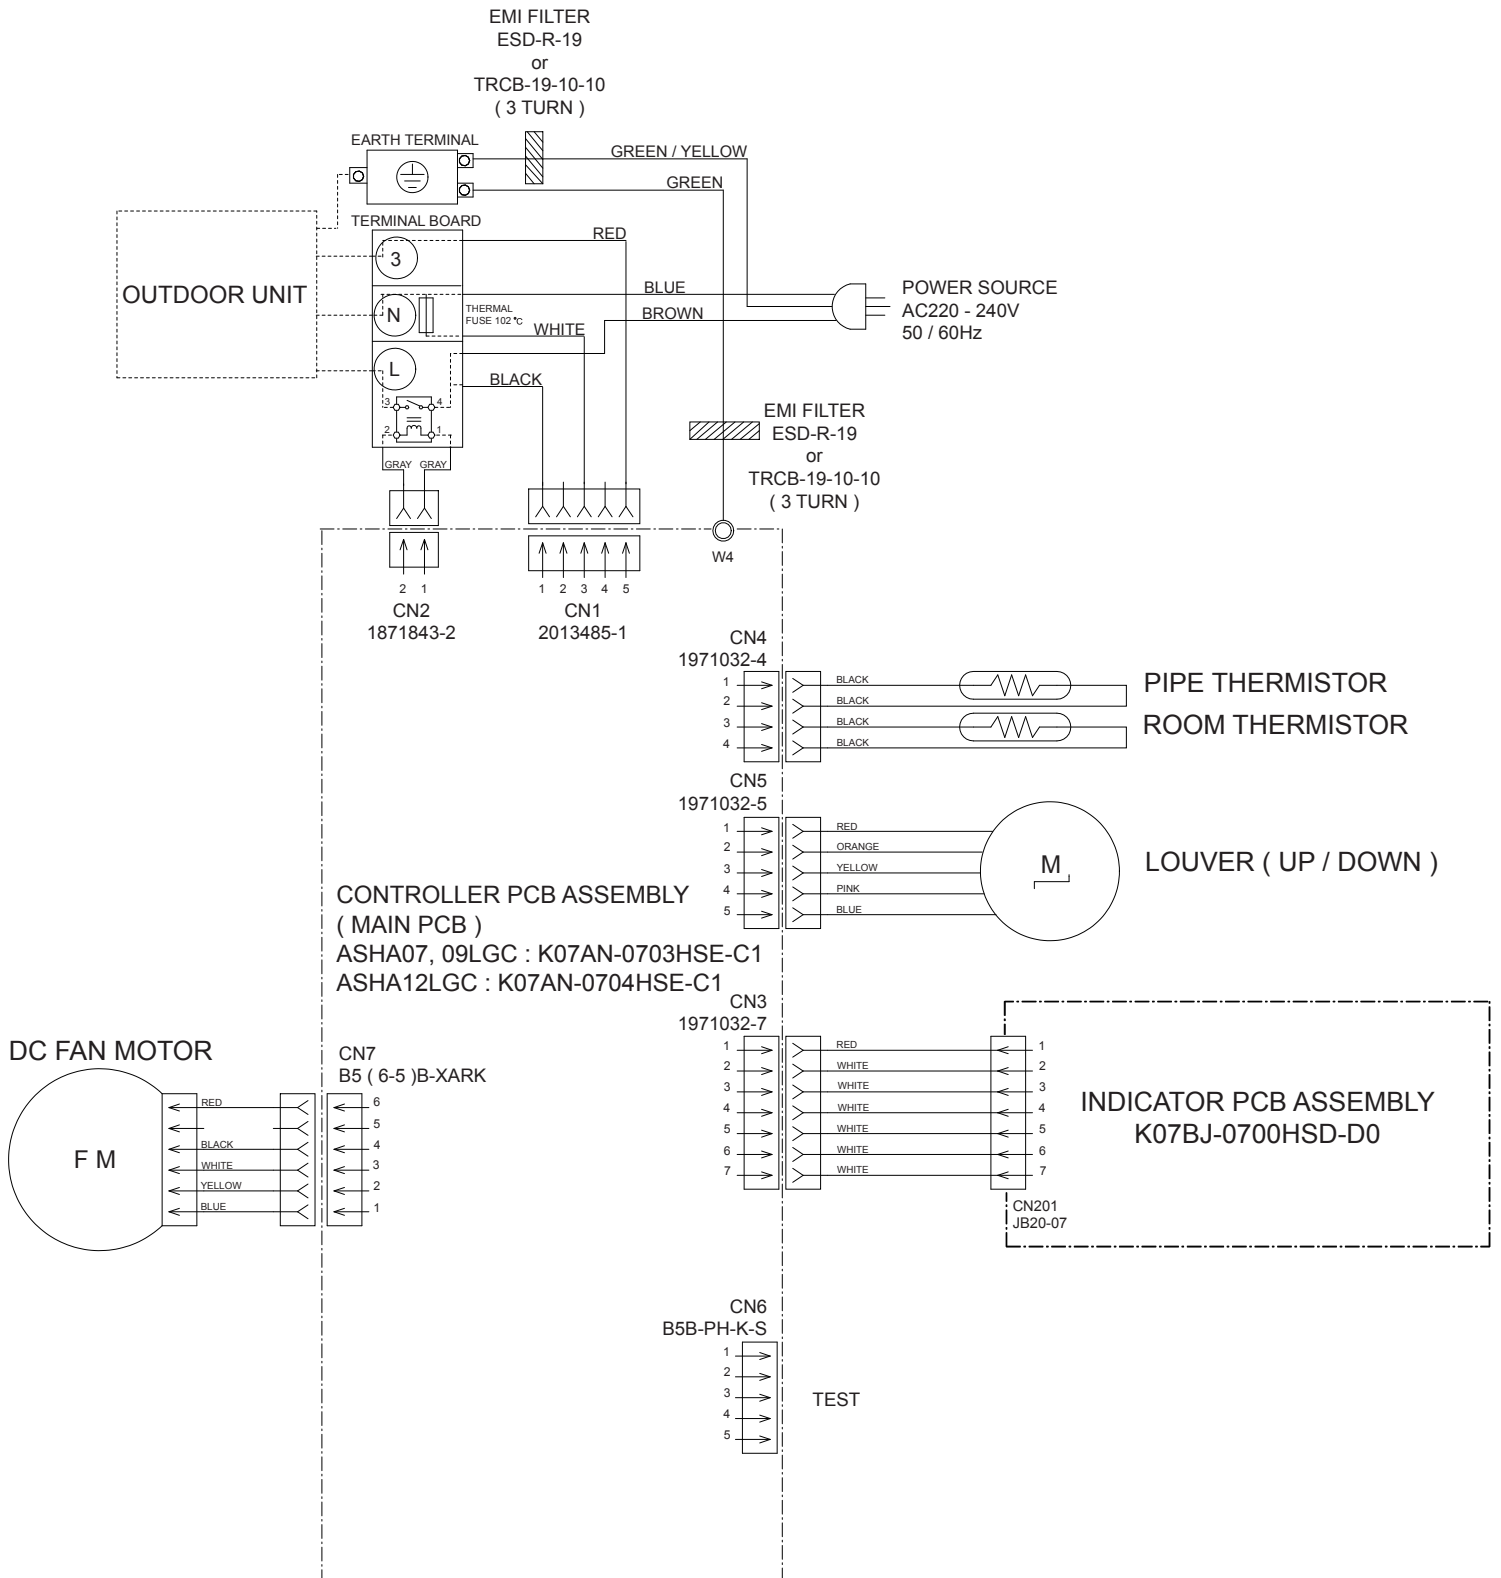 EMI FILTER
ESD-R-19
or
TRCB-19-10-10
( 3 TURN )
EARTH TERMINAL
GREEN / YELLOW
GREEN
TERMINAL BOARD
RED
3
OUTDOOR UNIT
BLUE
POWER SOURCE
AC220 - 240V
50 / 60Hz
N
THERMAL
FUSE 102 °C
BROWN
WHITE
L
BLACK
3 4
2 1
GRAY GRAY
EMI FILTER
ESD-R-19
or
TRCB-19-10-10
( 3 TURN )
W4
2 1
CN2
1871843-2
1 2 3 4 5
CN1
2013485-1
CN4
1971032-4
1 BLACK
2 BLACK
3 BLACK
4 BLACK
PIPE THERMISTOR
ROOM THERMISTOR
CN5
1971032-5
1 RED
2 ORANGE
3 YELLOW
4 PINK
5 BLUE
M
LOUVER ( UP / DOWN )
CONTROLLER PCB ASSEMBLY
( MAIN PCB )
ASHA07, 09LGC : K07AN-0703HSE-C1
ASHA12LGC : K07AN-0704HSE-C1
CN3
1971032-7
1 RED 1
2 WHITE 2
3 WHITE 3
4 WHITE 4
5 WHITE 5
6 WHITE 6
7 WHITE 7
INDICATOR PCB ASSEMBLY
K07BJ-0700HSD-D0
CN201
JB20-07
DC FAN MOTOR
CN7
B5 ( 6-5 )B-XARK
F M
RED 6
5
BLACK 4
WHITE 3
YELLOW 2
BLUE 1
CN6
B5B-PH-K-S
1
2
3
4
5
TEST